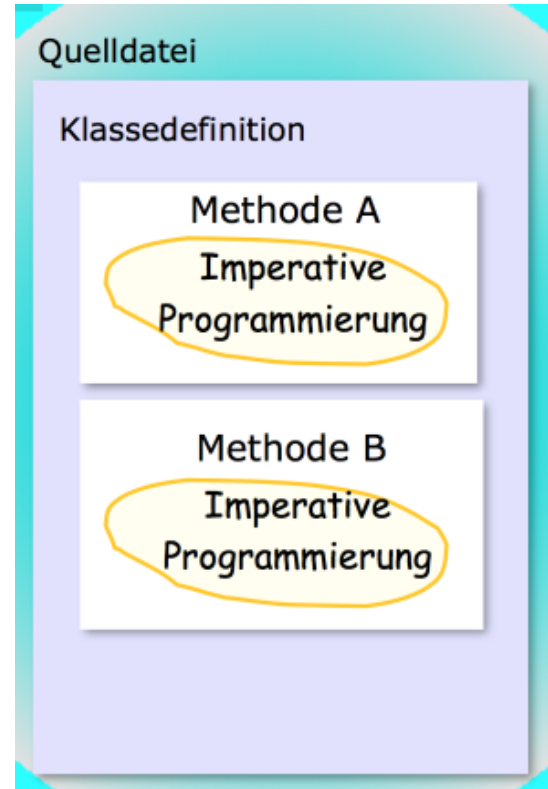 Quelldatei
Klassedefinition
Methode A
Imperative
Programmierung
Methode B
Imperative
Programmierung